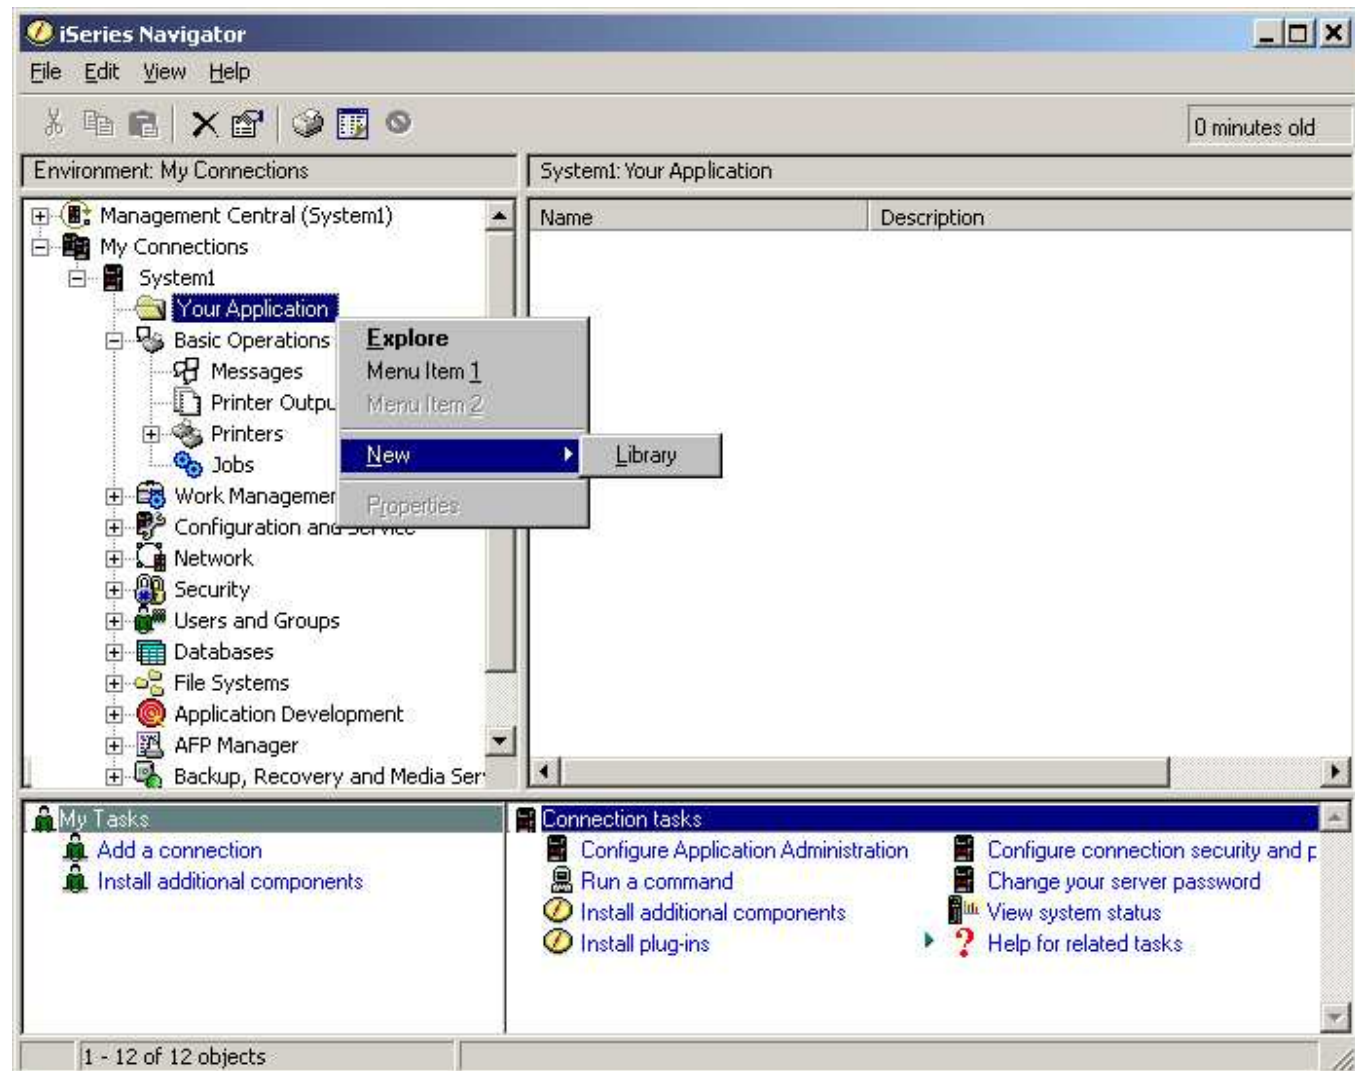 iSeries Navigator
File Edit View Help
0 minutes old
Environment: My Connections
System1: Your Application
Management Central (System1)
My Connections
System1
Your Application
Basic Operations
Messages
Printer Outpu
Printers
Jobs
Work Managemer
Configuration and Service
Network
Security
Users and Groups
Databases
File Systems
Application Development
AFP Manager
Backup, Recovery and Media Ser
Explore
Menu Item 1
Menu Item 2
New
Properties
Library
Name Description
My Tasks
Add a connection
Install additional components
Connection tasks
Configure Application Administration
Run a command
Install additional components
Install plug-ins
Configure connection security and p
Change your server password
View system status
Help for related tasks
1 - 12 of 12 objects